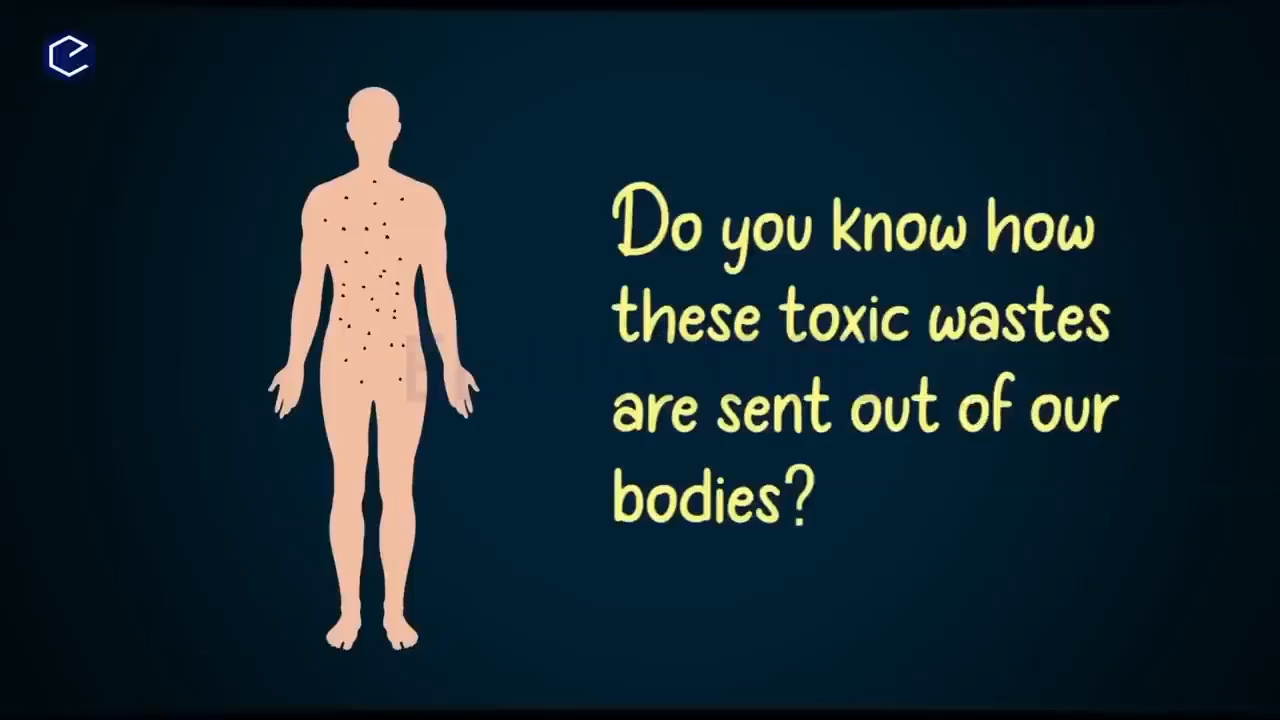 Do you know how
these toxic wastes
are sent out of our
bodies?